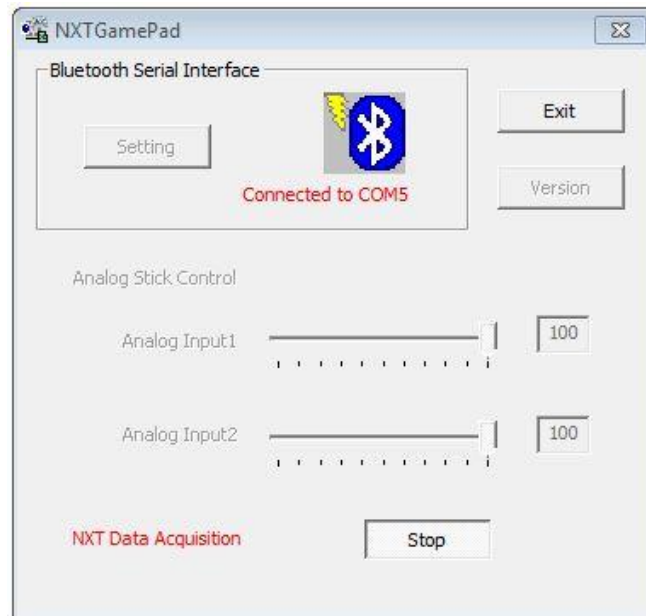 NXTGamePad
Bluetooth Serial Interface
Setting
Connected to COM5
Exit
Version
Analog Stick Control
Analog Input1
100
Analog Input2
100
NXT Data Acquisition
Stop